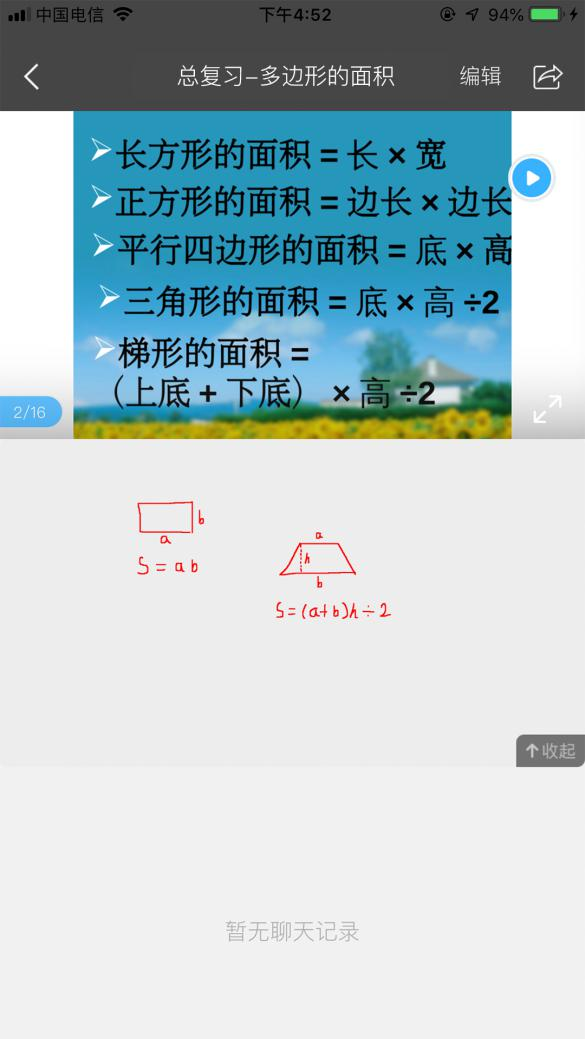 中国电信 下午4:52 94%
总复习–多边形的面积 编辑
长方形的面积 = 长 × 宽
正方形的面积 = 边长 × 边长
平行四边形的面积 = 底 × 高
三角形的面积 = 底 × 高 ÷2
梯形的面积 =
（上底 + 下底） × 高 ÷2
2/16
b
a
S = ab
a
h
b
S=(a+b)h÷2
收起
暂无聊天记录